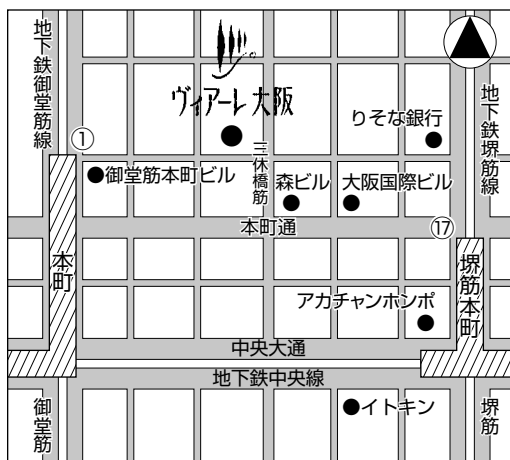 地下鉄御堂筋線
ヴィアーレ大阪
りそな銀行
地下鉄堺筋線
①
三休橋筋
御堂筋本町ビル
森ビル
大阪国際ビル
本町通
⑰
本町
堺筋本町
アカチャンホンポ
中央大通
地下鉄中央線
御堂筋
イトキン
堺筋